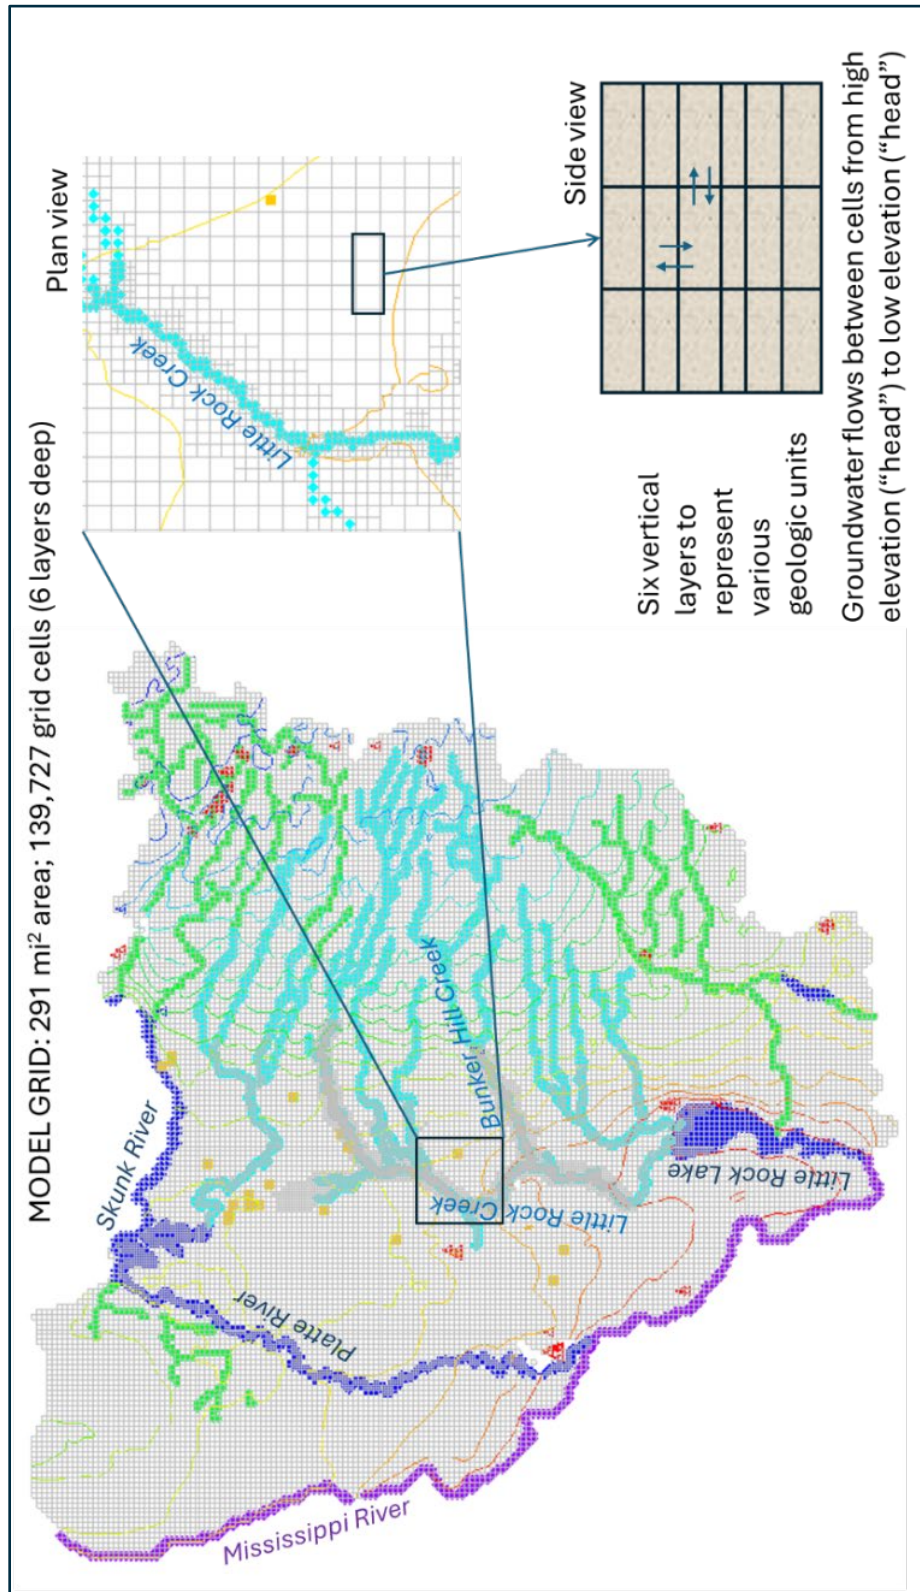 MODEL GRID: 291 mi² area; 139,727 grid cells (6 layers deep)
Plan view
Little Rock Creek
Side view
Six vertical
layers to
represent
various
geologic units
Groundwater flows between cells from high
elevation (“head”) to low elevation (“head”)
Skunk River
Platte River
Mississippi River
Bunker Hill Creek
Little Rock Creek
Little Rock Lake